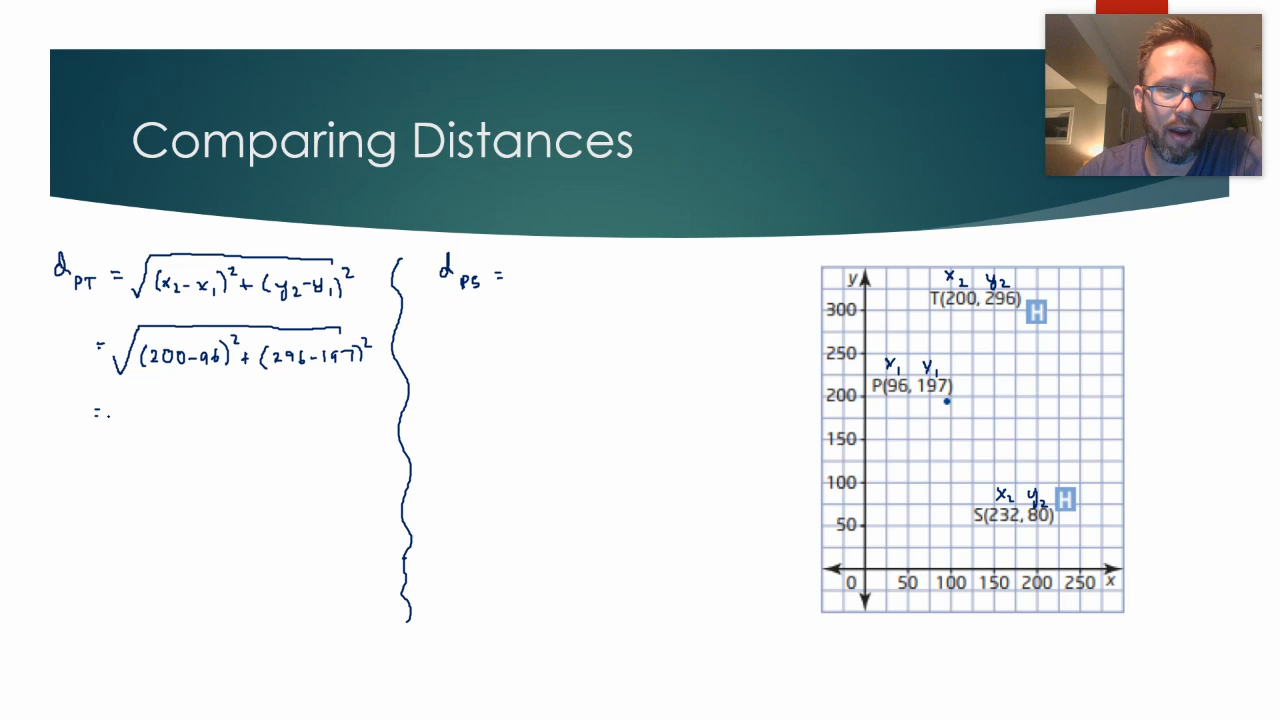 Comparing Distances
d_PT = √(x₂-x₁)²+(y₂-y₁)²
= √(200-96)²+(296-197)²
=.
d_PS =
y
x₂ y₂
T(200, 296)
H
300
250
x₁ y₁
P(96, 197)
200
150
100
x₂ y₂
H
S(232, 80)
50
0 50 100 150 200 250 x